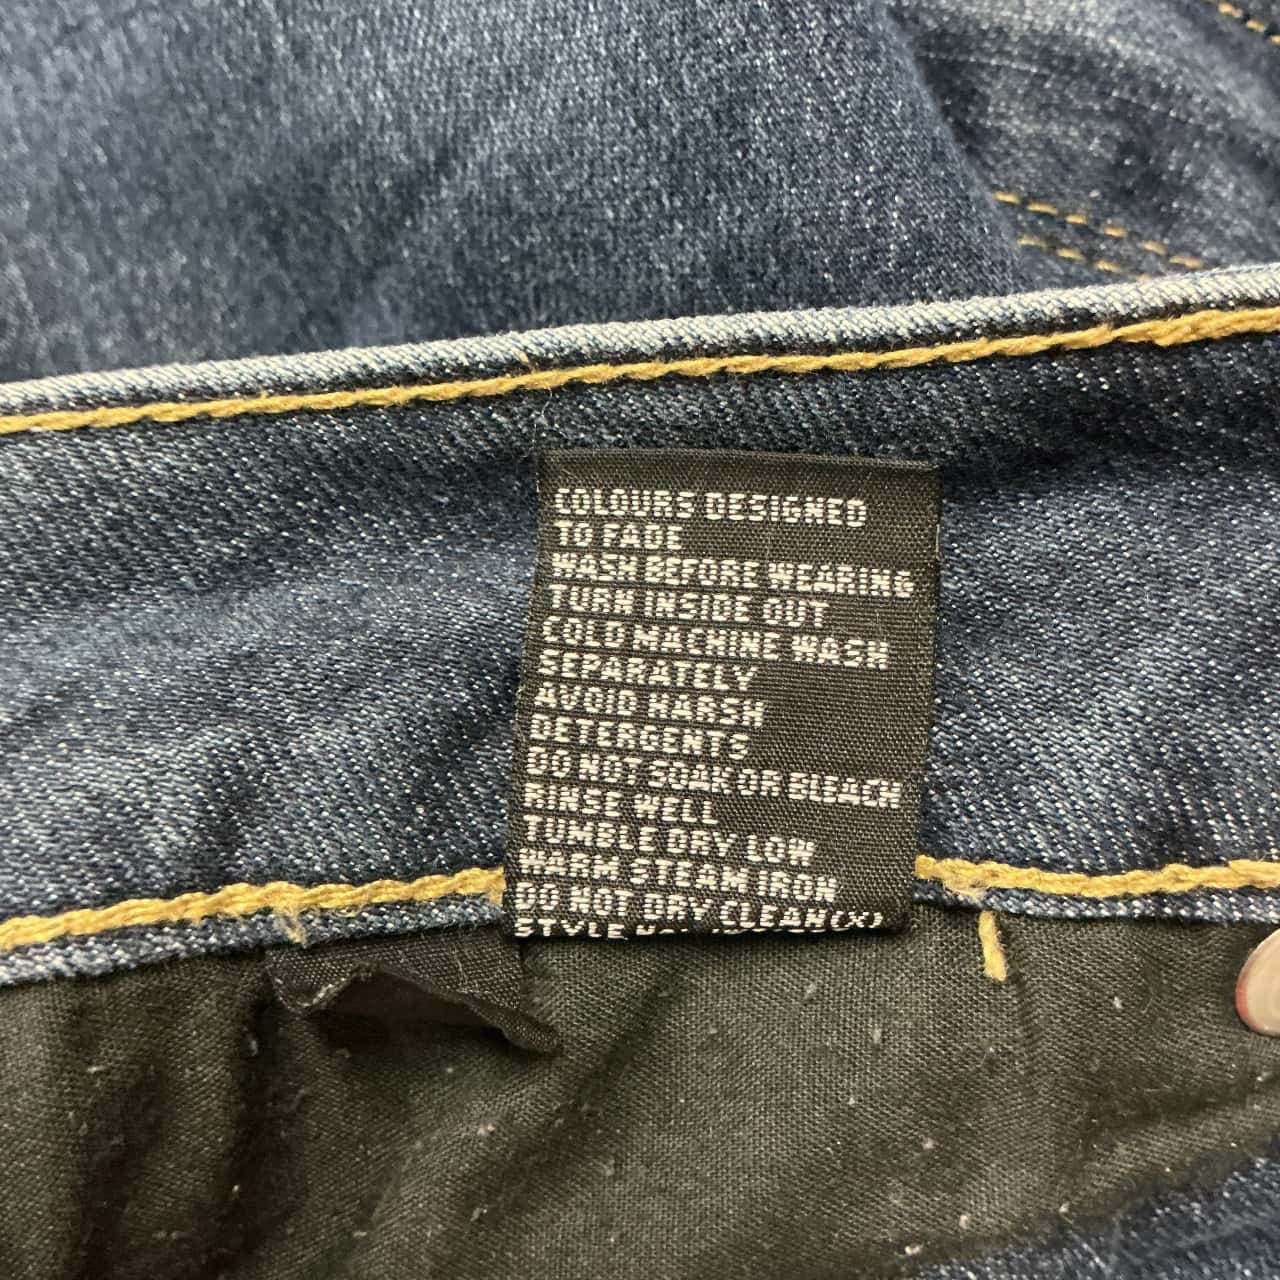 COLOURS DESIGNED
TO FADE
WASH BEFORE WEARING
TURN INSIDE OUT
COLD MACHINE WASH
SEPARATELY
AVOID HARSH
DETERGENTS
DO NOT SOAK OR BLEACH
RINSE WELL
TUMBLE DRY LOW
WARM STEAM IRON
DO NOT DRY CLEAN(X)
STYLE